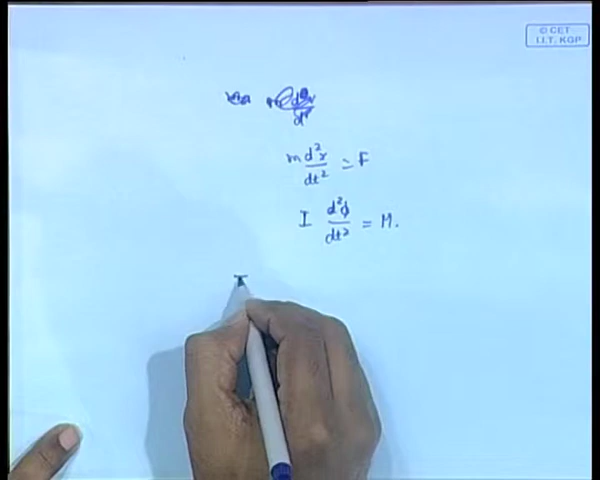 © CET
I.I.T. KGP
m d²x/dt² = F
I d²ϕ/dt² = M.